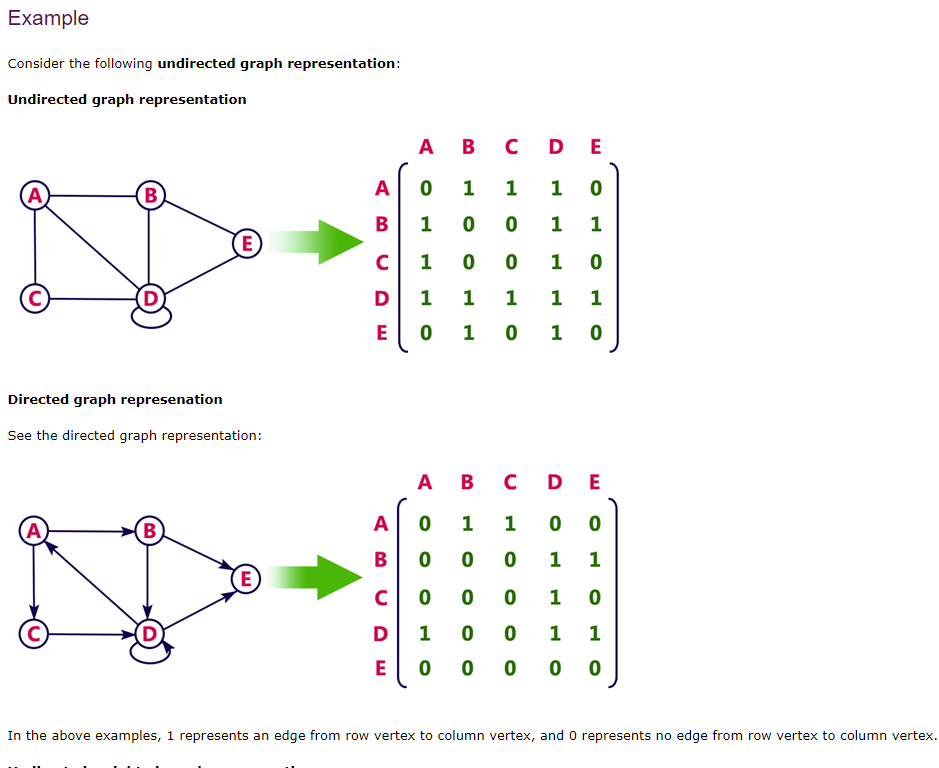 Example
Consider the following undirected graph representation:
Undirected graph representation
A B C D E
A 0 1 1 1 0
B 1 0 0 1 1
C 1 0 0 1 0
D 1 1 1 1 1
E 0 1 0 1 0
A B
E
C D
Directed graph represenation
See the directed graph representation:
A B C D E
A 0 1 1 0 0
B 0 0 0 1 1
C 0 0 0 1 0
D 1 0 0 1 1
E 0 0 0 0 0
A B
E
C D
In the above examples, 1 represents an edge from row vertex to column vertex, and 0 represents no edge from row vertex to column vertex.